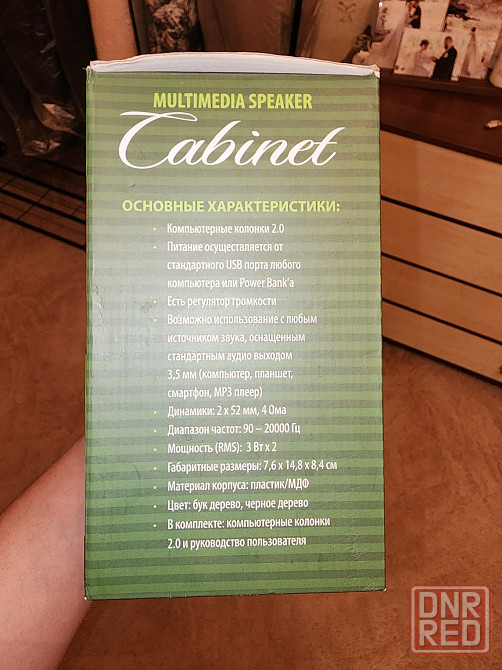 MULTIMEDIA SPEAKER
Cabinet
ОСНОВНЫЕ ХАРАКТЕРИСТИКИ:
• Компьютерные колонки 2.0
• Питание осуществляется от
стандартного USB порта любого
компьютера или Power Bank'а
• Есть регулятор громкости
• Возможно использование с любым
источником звука, оснащенным
стандартным аудио выходом
3,5 мм (компьютер, планшет,
смартфон, MP3 плеер)
• Динамики: 2 x 52 мм, 4 Ома
• Диапазон частот: 90 – 20000 Гц
• Мощность (RMS): 3 Вт x 2
• Габаритные размеры: 7,6 x 14,8 x 8,4 см
• Материал корпуса: пластик/МДФ
• Цвет: бук дерево, черное дерево
• В комплекте: компьютерные колонки
2.0 и руководство пользователя
DNR
RED